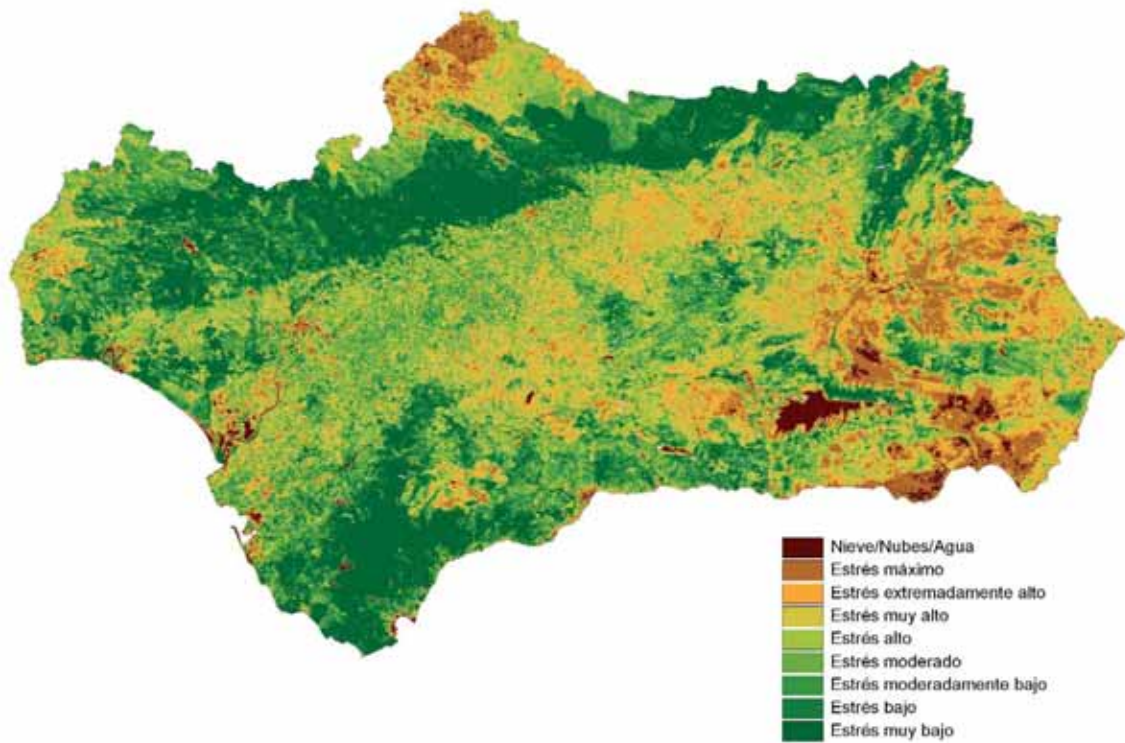 Nieve/Nubes/Agua
Estrés máximo
Estrés extremadamente alto
Estrés muy alto
Estrés alto
Estrés moderado
Estrés moderadamente bajo
Estrés bajo
Estrés muy bajo